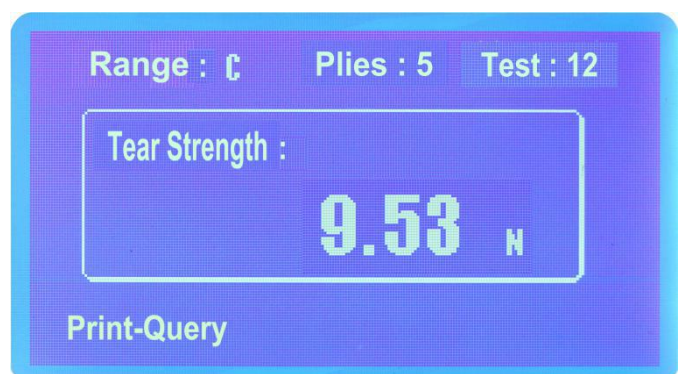 Range : C Plies : 5 Test : 12
Tear Strength :
9.53 N
Print-Query